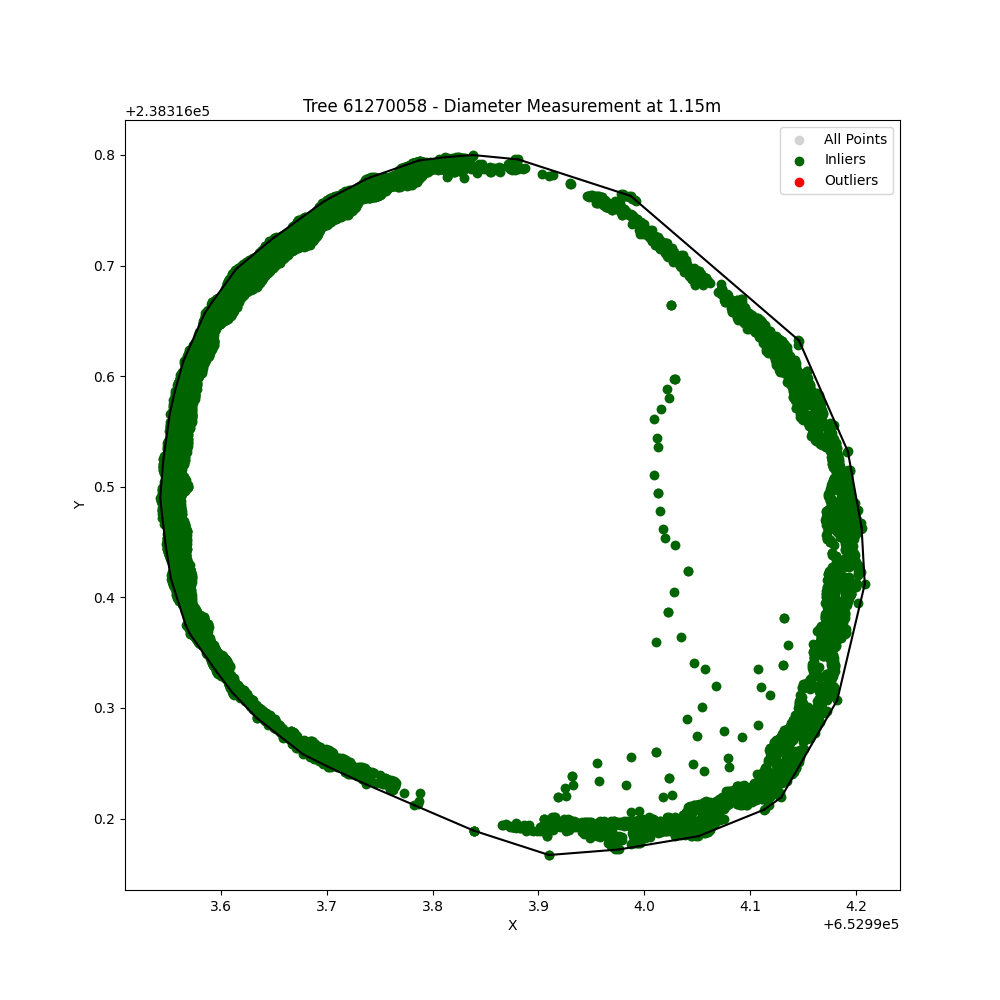 Tree 61270058 - Diameter Measurement at 1.15m
+2.38316e5
All Points
Inliers
Outliers
0.8
0.7
0.6
0.5
0.4
0.3
0.2
Y
3.6 3.7 3.8 3.9 4.0 4.1 4.2
X
+6.5299e5